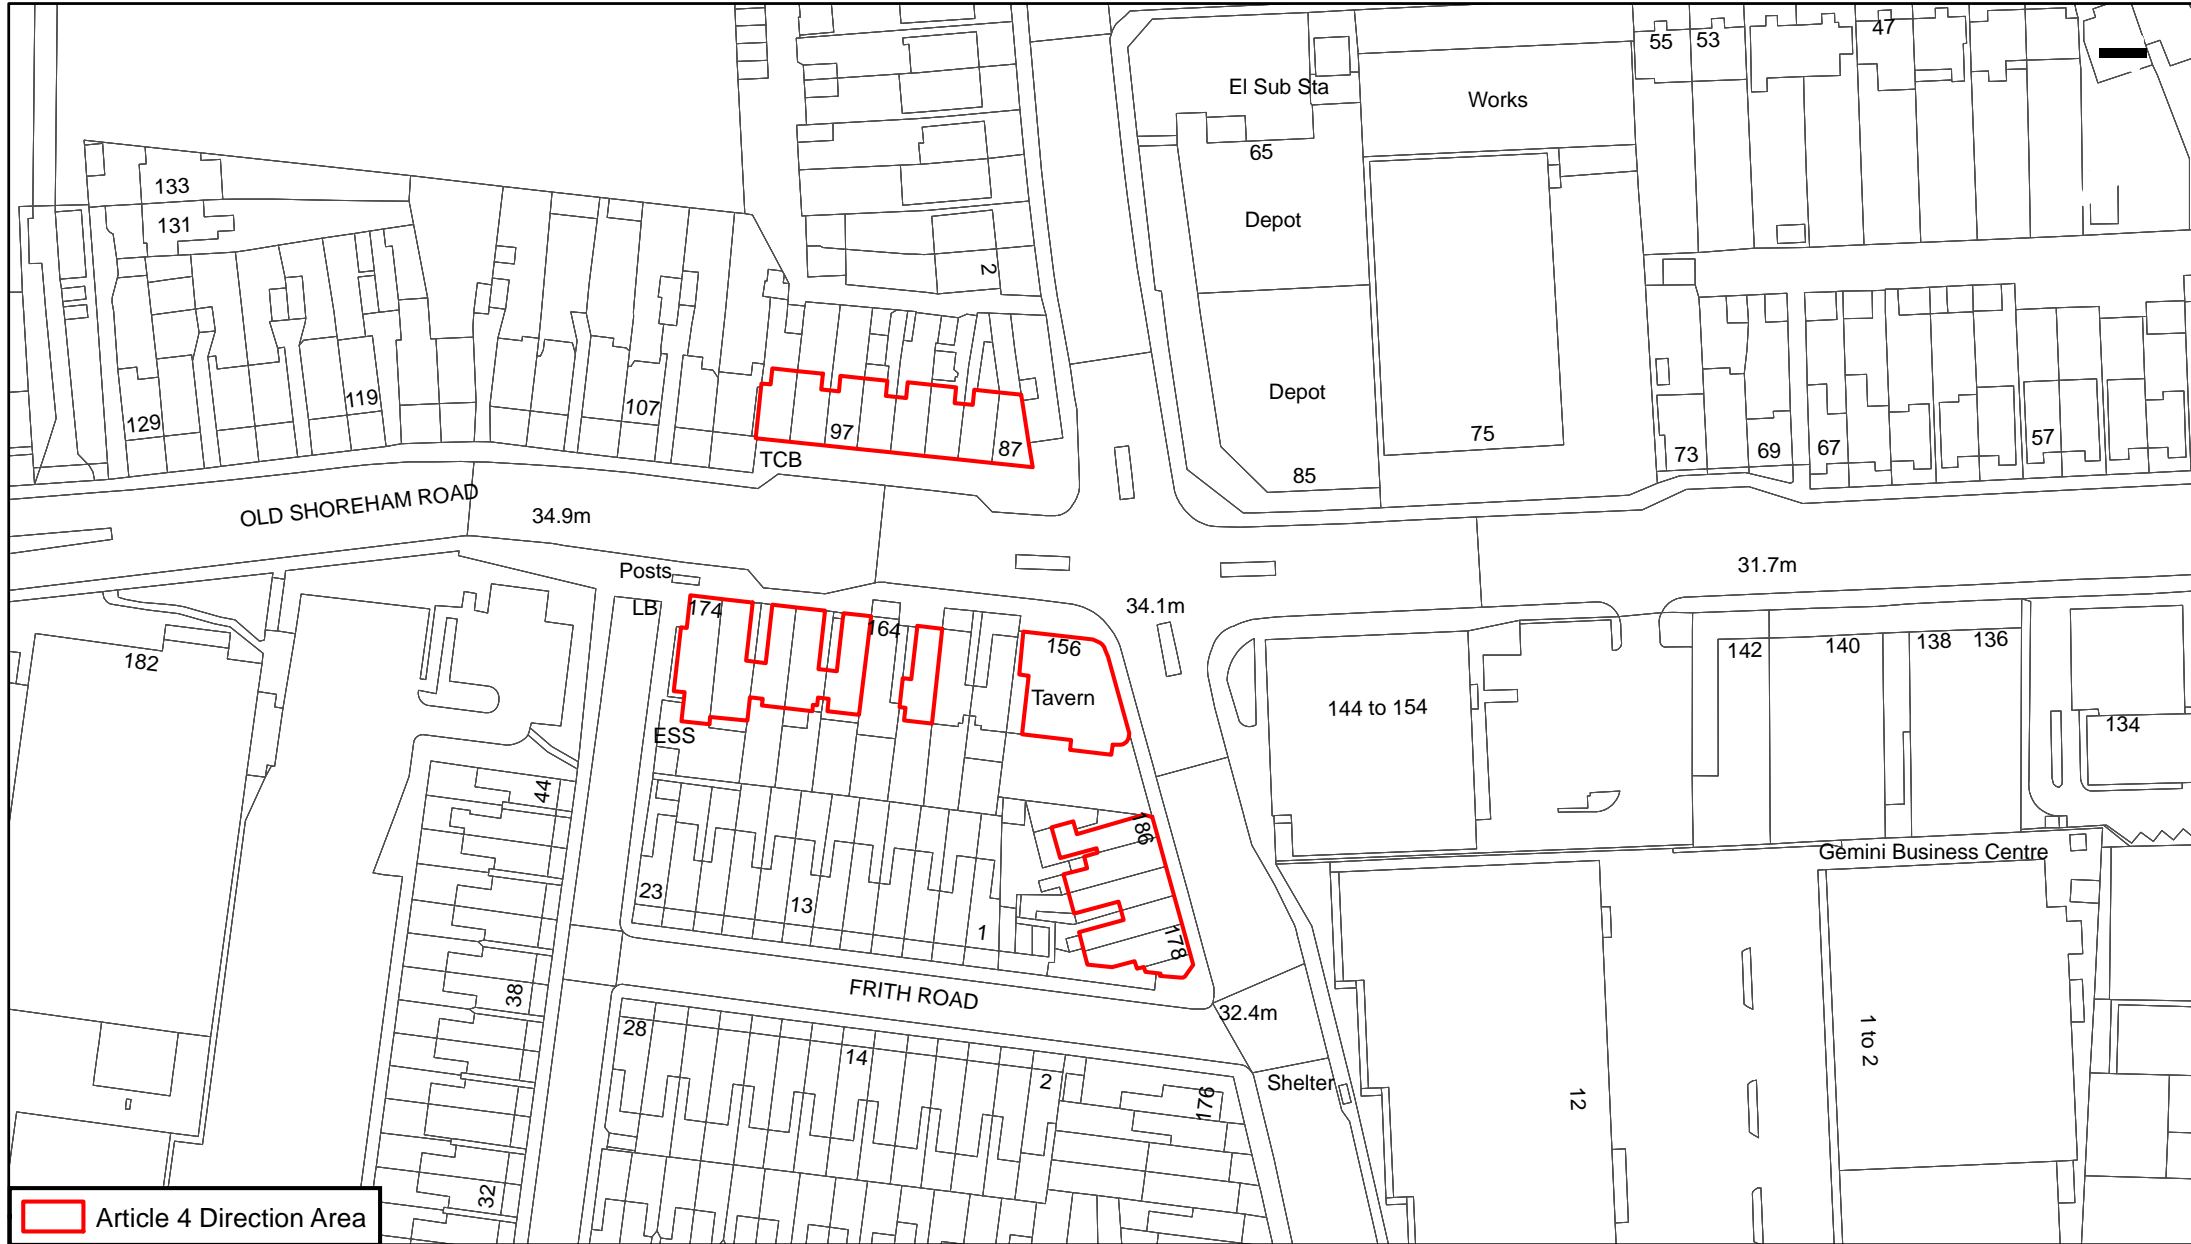 47
55
53
El Sub Sta
Works
65
133
131
Depot
2
Depot
119
129
107
97
87
TCB
75
73
69
67
57
85
OLD SHOREHAM ROAD
34.9m
31.7m
Posts
LB
174
164
156
34.1m
182
Tavern
144 to 154
142
140
138
136
134
ESS
44
186
Gemini Business Centre
23
13
1
178
38
FRITH ROAD
32.4m
28
14
2
176
Shelter
12
1 to 2
32
Article 4 Direction Area